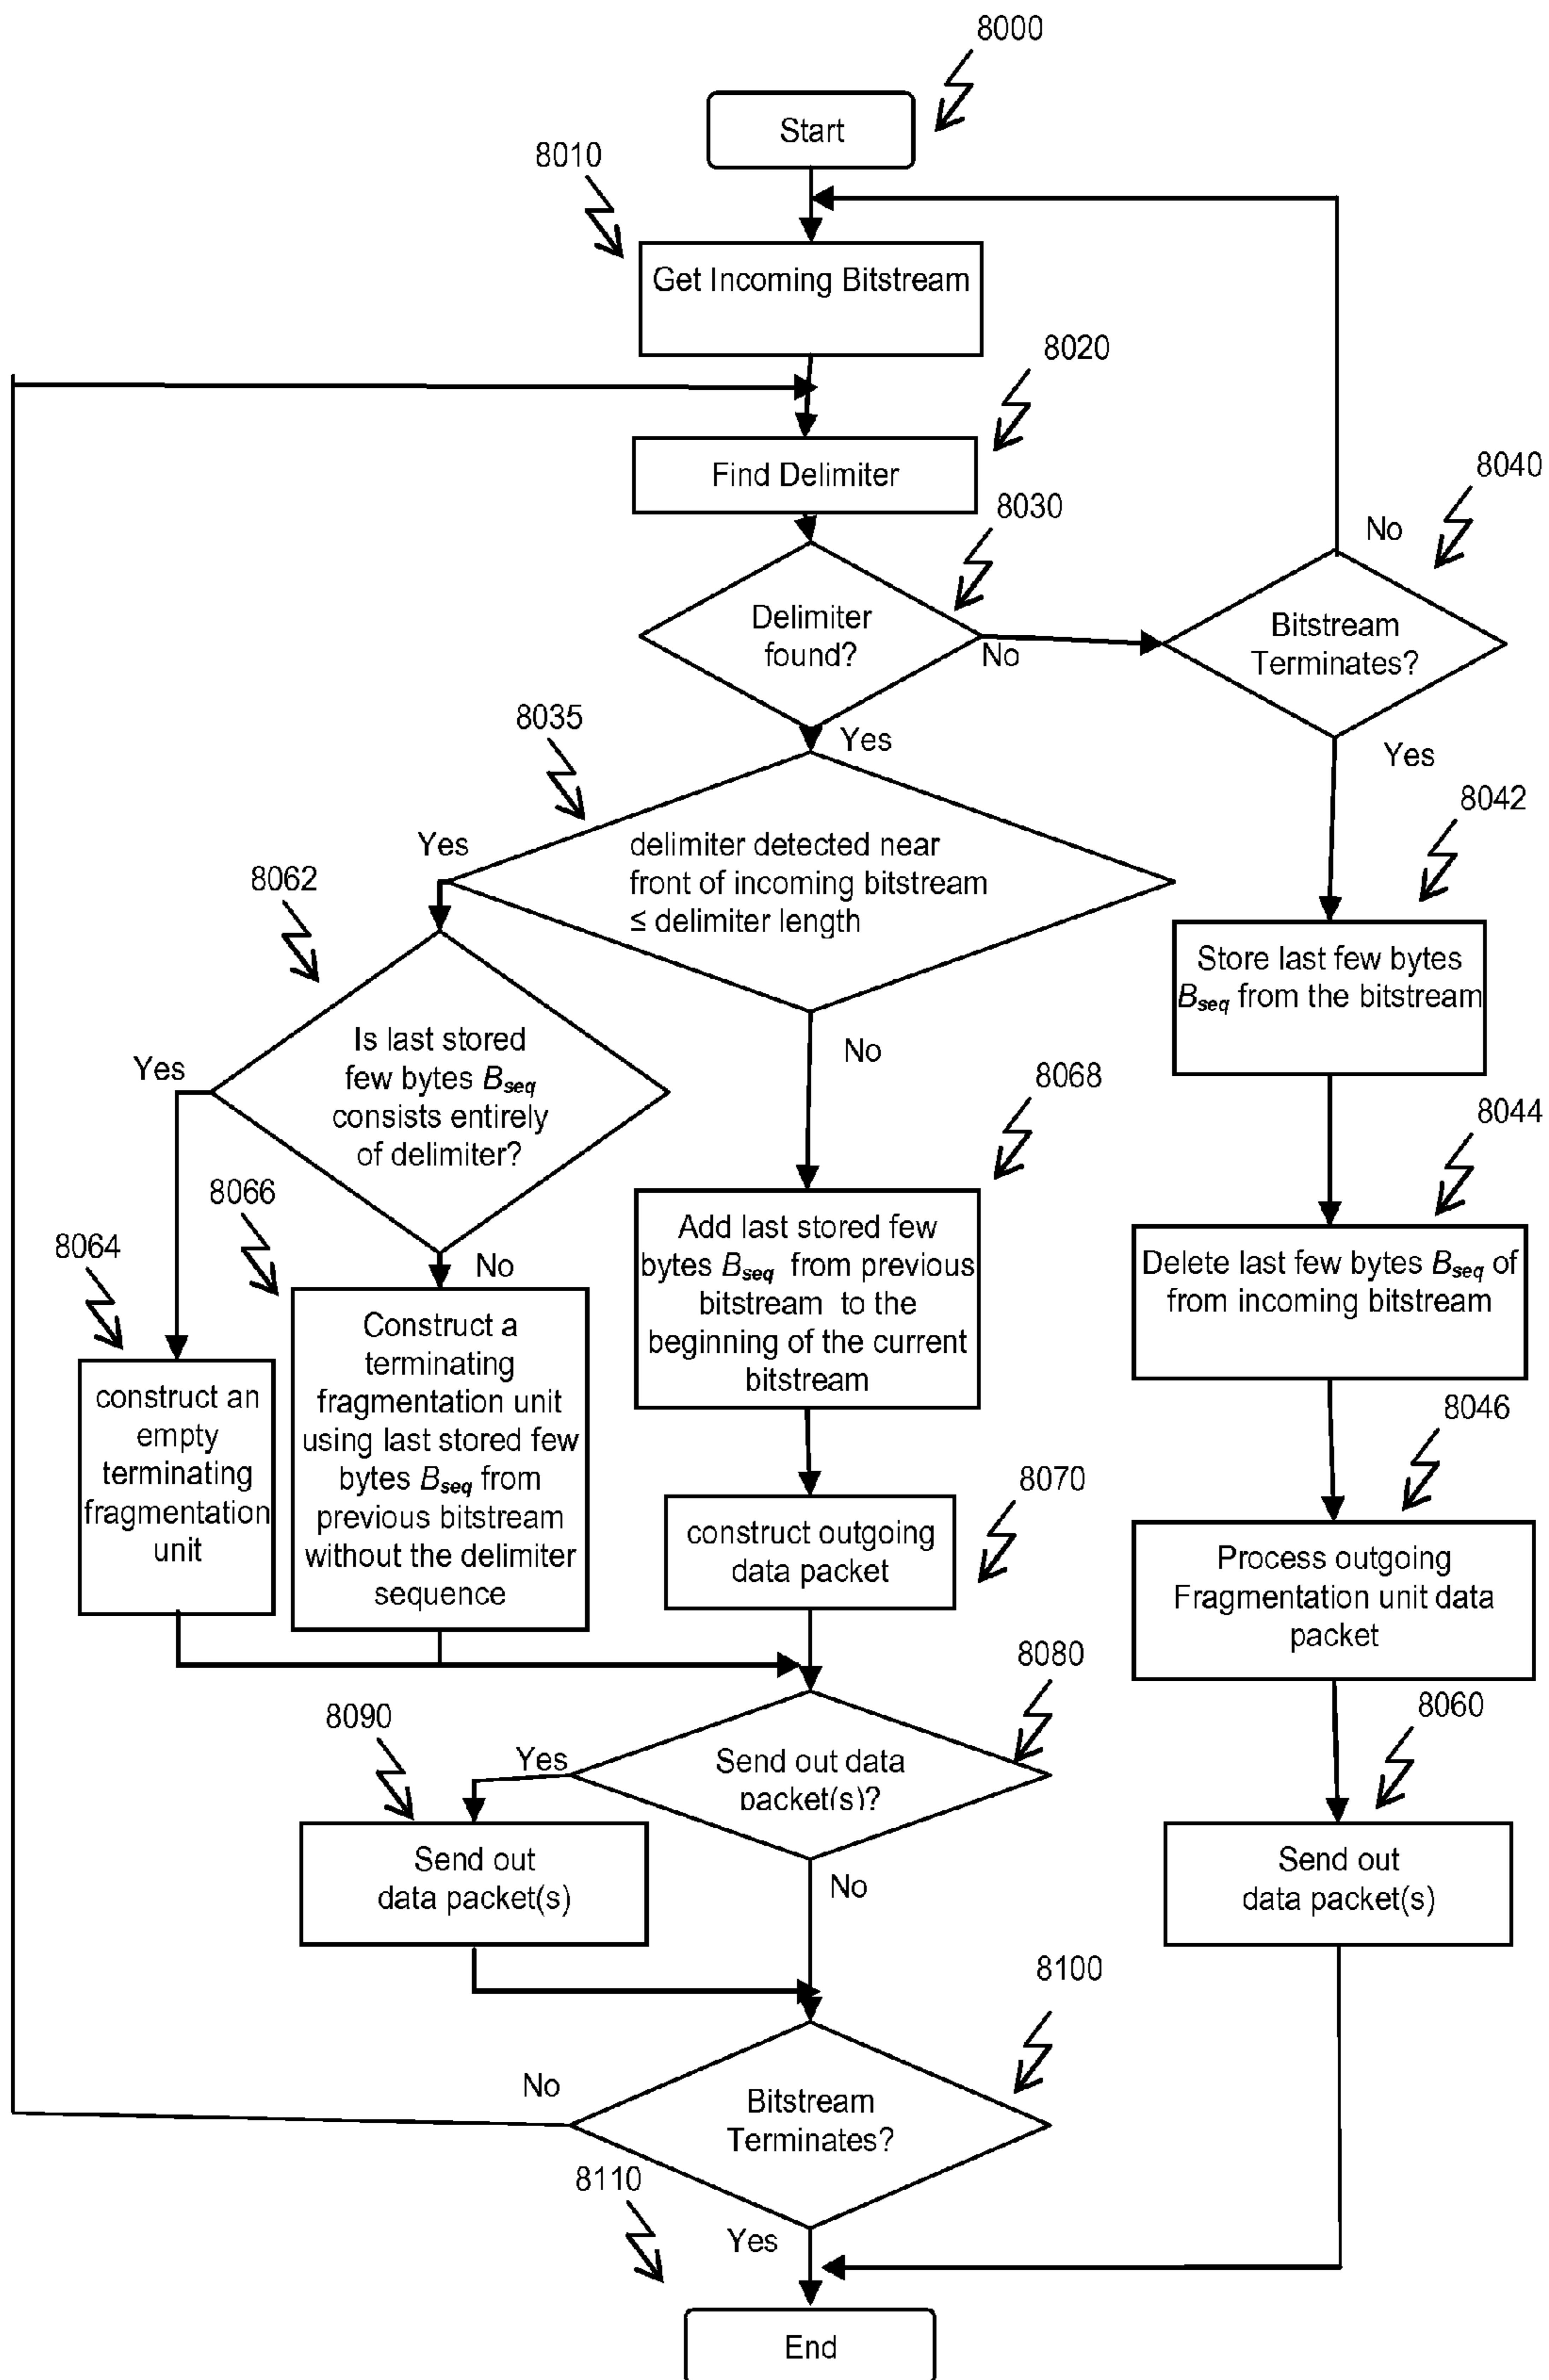 8000
Start
8010
Get Incoming Bitstream
8020
Find Delimiter
8030
8040
No
Delimiter
found?
No
Bitstream
Terminates?
8035
Yes
Yes
8042
Yes
delimiter detected near
front of incoming bitstream
≤ delimiter length
8062
Store last few bytes
Bseq from the bitstream
Is last stored
few bytes Bseq
consists entirely
of delimiter?
Yes
No
8068
8044
8066
8064
No
Add last stored few
bytes Bseq from previous
bitstream to the
beginning of the current
bitstream
Delete last few bytes Bseq of
from incoming bitstream
Construct a
terminating
fragmentation unit
using last stored few
bytes Bseq from
previous bitstream
without the delimiter
sequence
construct an
empty
terminating
fragmentation
unit
8046
8070
construct outgoing
data packet
Process outgoing
Fragmentation unit data
packet
8080
8090
8060
Yes
Send out data
packet(s)?
Send out
data packet(s)
No
Send out
data packet(s)
8100
No
Bitstream
Terminates?
8110
Yes
End